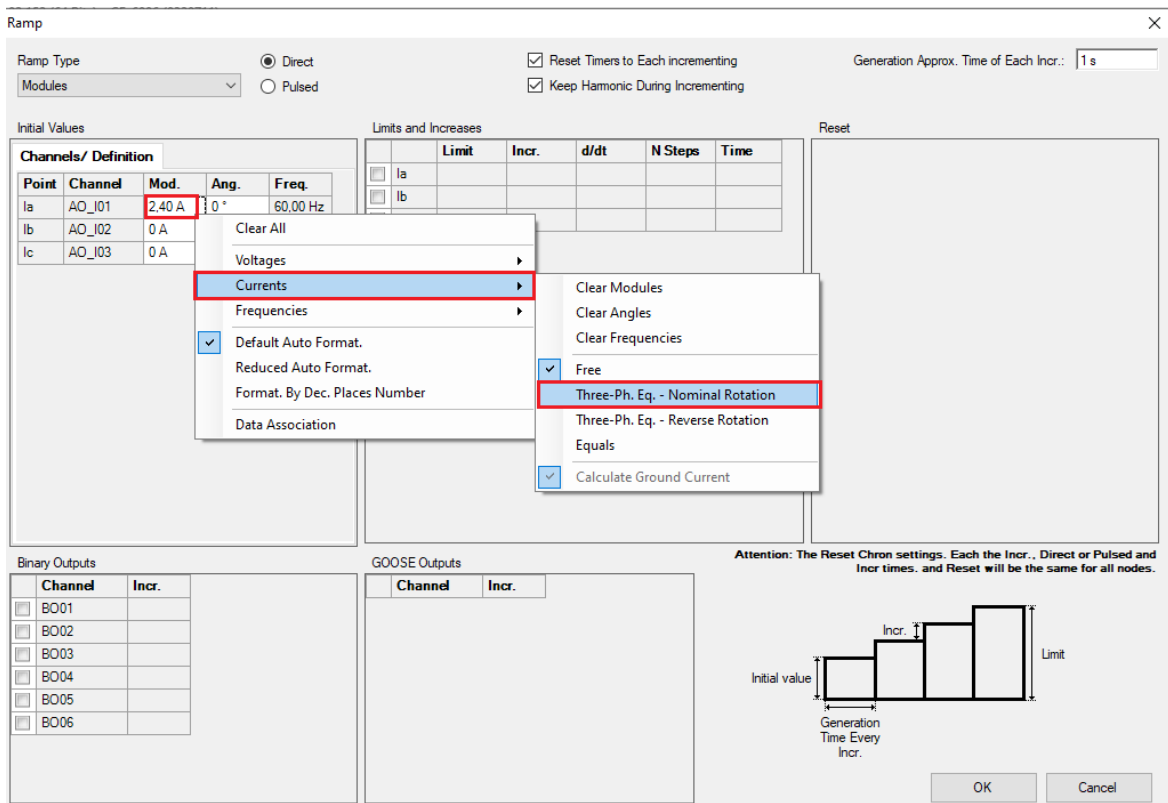 Ramp
Ramp Type
Modules
Direct
Pulsed
Reset Timers to Each incrementing
Keep Harmonic During Incrementing
Generation Approx. Time of Each Incr.: 1 s
Initial Values
Channels/ Definition
Point Channel Mod. Ang. Freq.
Ia AO_I01 2,40 A 0 ° 60,00 Hz
Ib AO_I02 0 A
Ic AO_I03 0 A
Limits and Increases
Limit Incr. d/dt N Steps Time
Ia
Ib
Reset
Clear All
Voltages
Currents
Frequencies
Default Auto Format.
Reduced Auto Format.
Format. By Dec. Places Number
Data Association
Clear Modules
Clear Angles
Clear Frequencies
Free
Three-Ph. Eq. - Nominal Rotation
Three-Ph. Eq. - Reverse Rotation
Equals
Calculate Ground Current
Binary Outputs
Channel Incr.
BO01
BO02
BO03
BO04
BO05
BO06
GOOSE Outputs
Channel Incr.
Attention: The Reset Chron settings. Each the Incr., Direct or Pulsed and
Incr times. and Reset will be the same for all nodes.
Incr.
Limit
Initial value
Generation
Time Every
Incr.
OK
Cancel